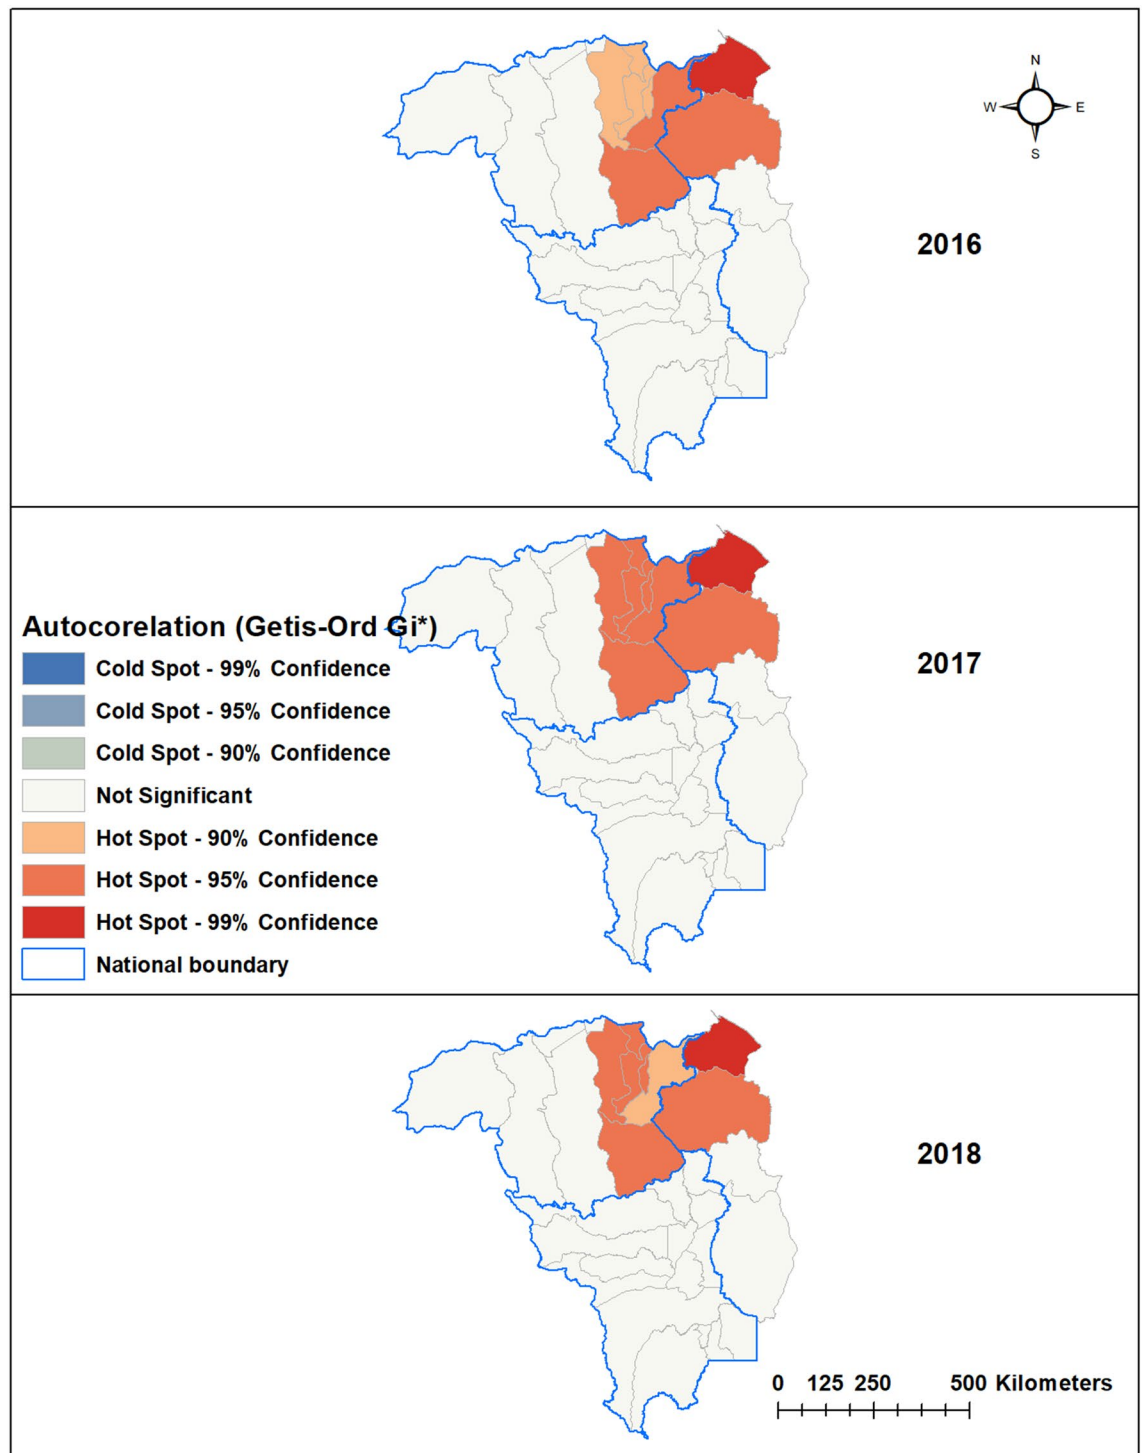 N
W E
S
2016
Autocorelation (Getis-Ord Gi*)
Cold Spot - 99% Confidence
Cold Spot - 95% Confidence
Cold Spot - 90% Confidence
Not Significant
Hot Spot - 90% Confidence
Hot Spot - 95% Confidence
Hot Spot - 99% Confidence
National boundary
2017
2018
0 125 250 500 Kilometers